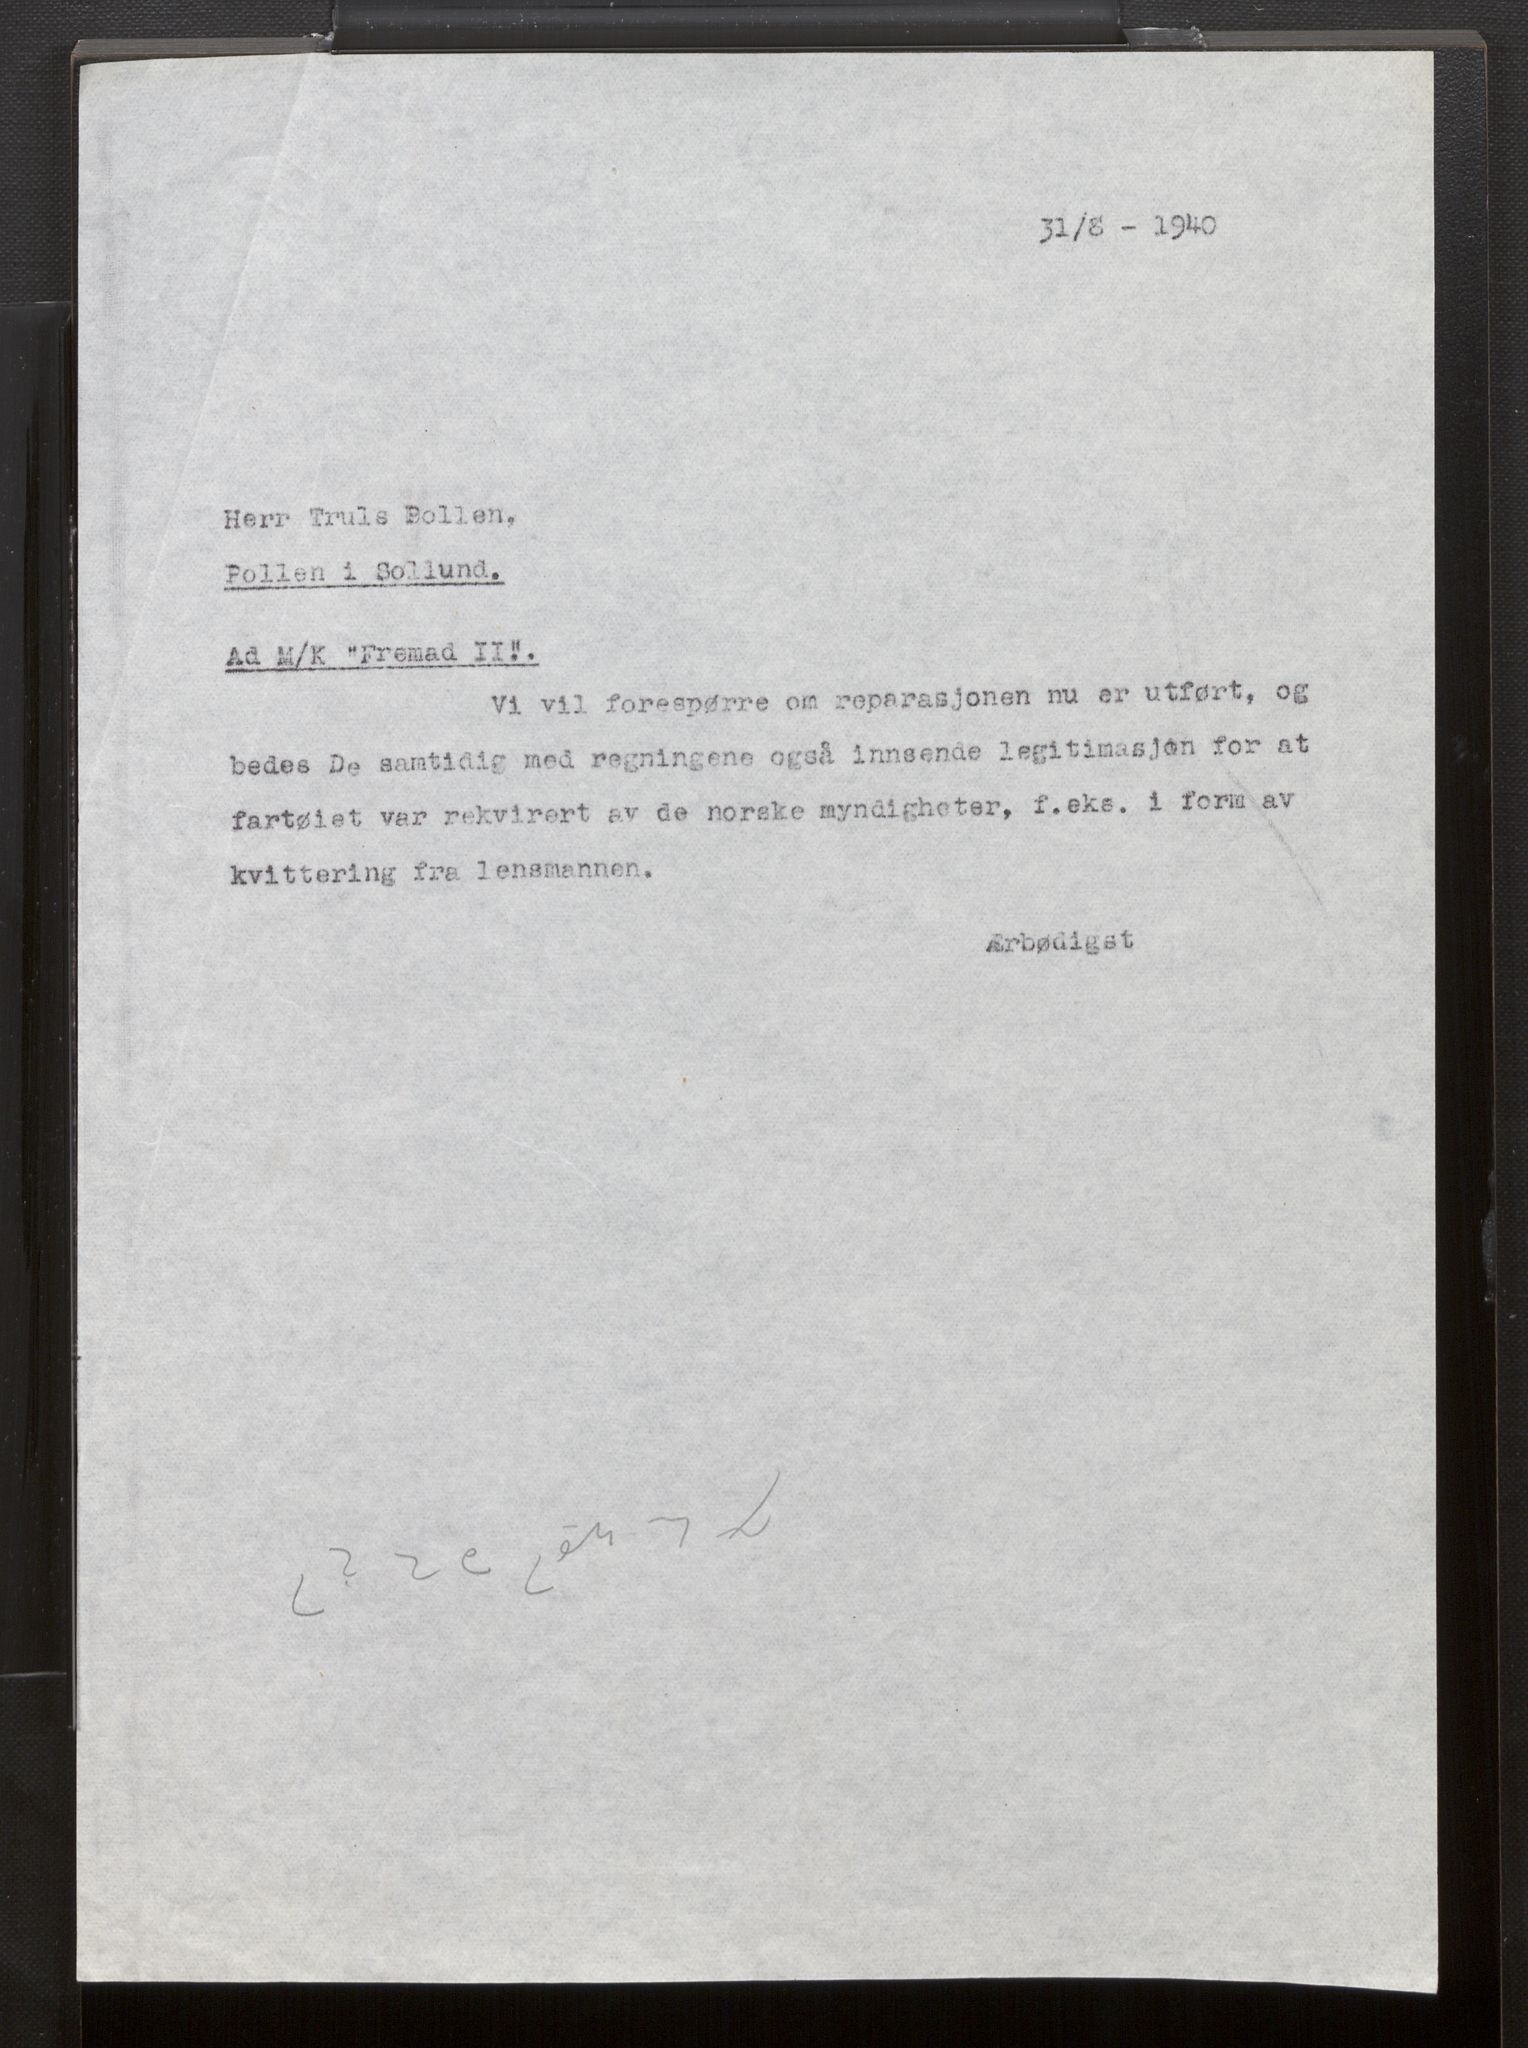 31/8 - 1940
Herr Truls Pollen,
Pollen i Sollund.
Ad M/K "Fremad II".
Vi vil forespørre om reparasjonen nu er utført, og
bedes De samtidig med regningene også innsende legitimasjon for at
fartøiet var rekvirert av de norske myndigheter, f.eks. i form av
kvittering fra lensmannen.
Ærbødigst